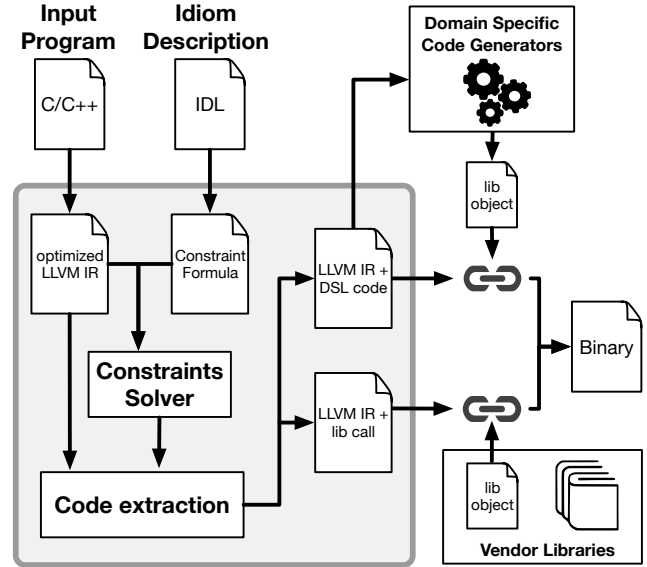 Input
Program
Idiom
Description
Domain Specific
Code Generators
C/C++
IDL
lib
object
optimized
LLVM IR
Constraint
Formula
LLVM IR +
DSL code
Binary
Constraints
Solver
LLVM IR +
lib call
Code extraction
lib
object
Vendor Libraries